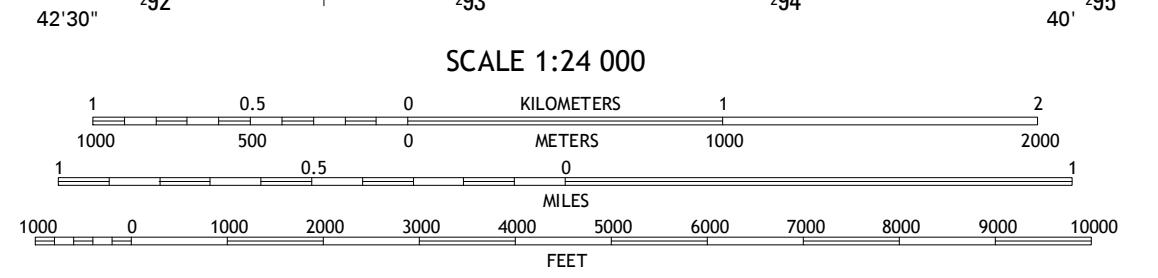 ²92 ²93 ²94 ²95
42'30" 40'
SCALE 1:24 000
1 0.5 0 KILOMETERS 1 2
1000 500 0 METERS 1000 2000
1 0.5 0 1
MILES
1000 0 1000 2000 3000 4000 5000 6000 7000 8000 9000 10000
FEET